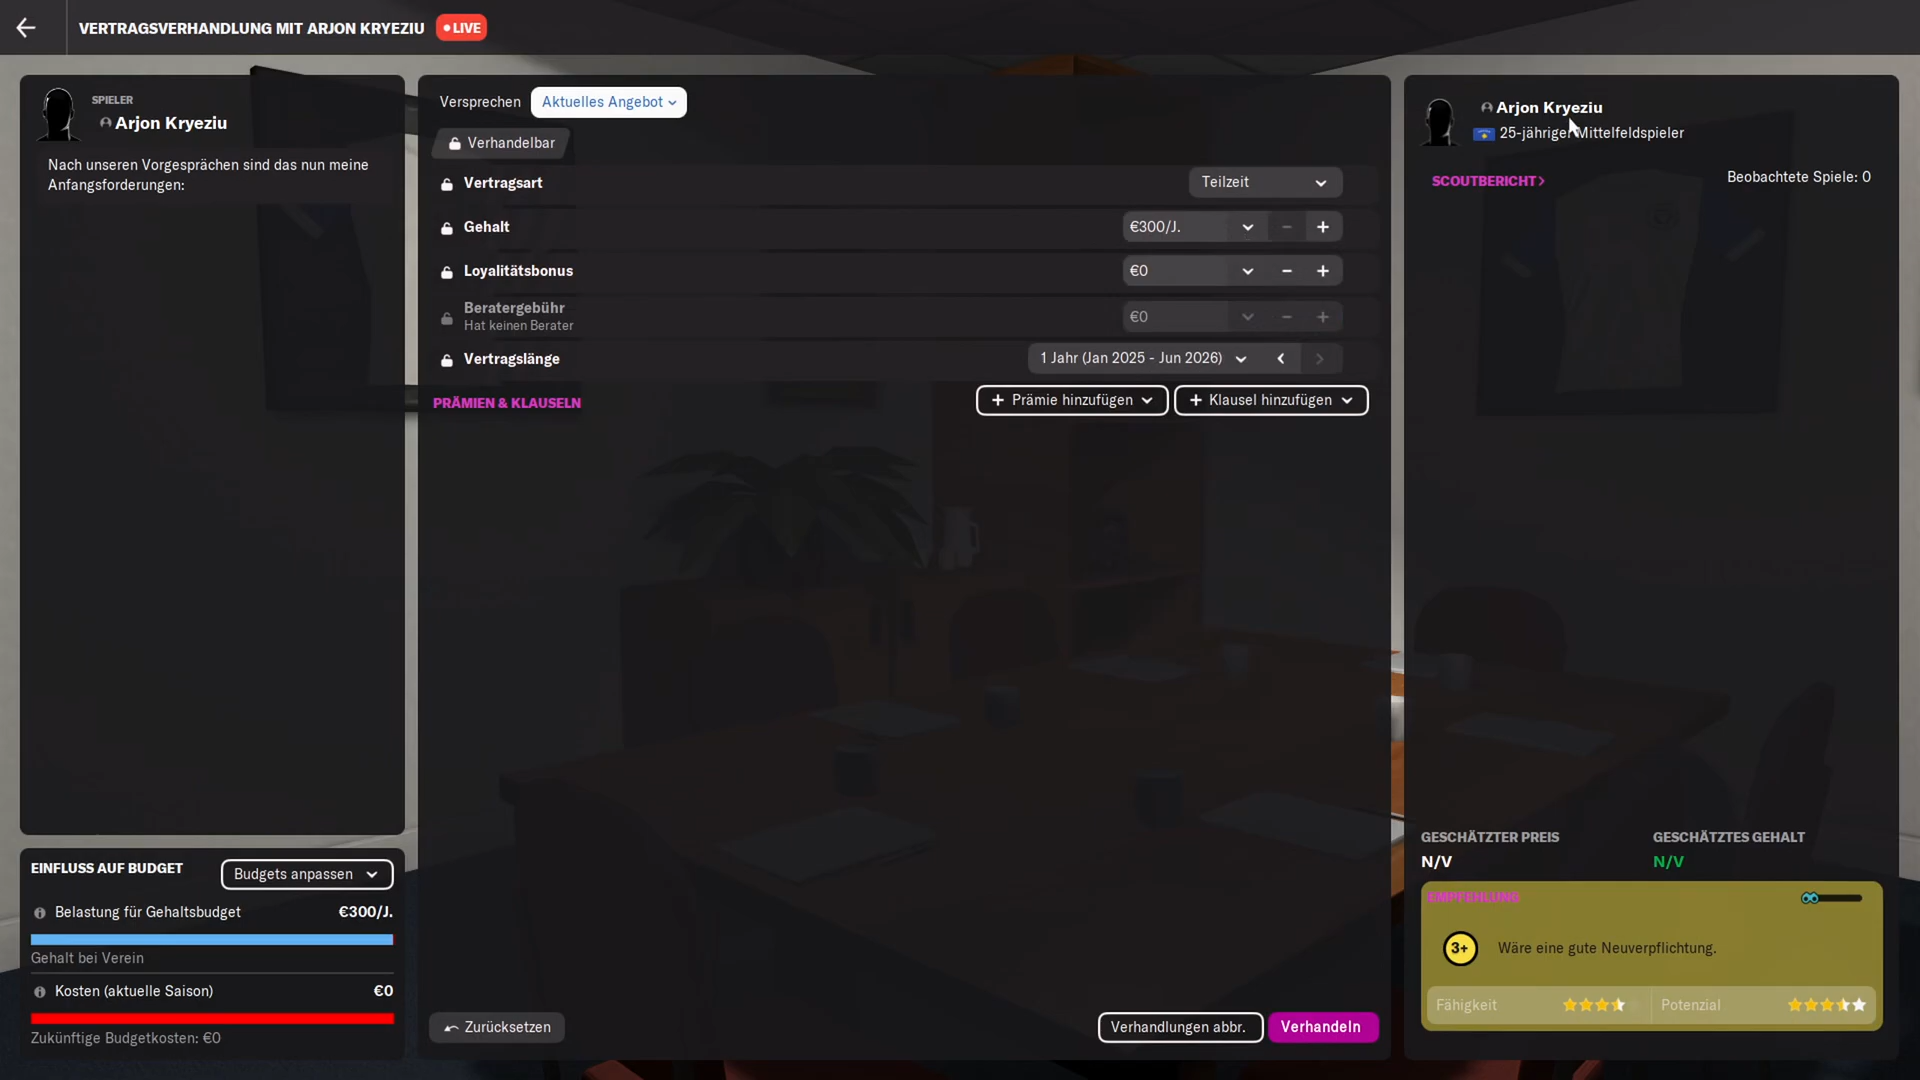 VERTRAGSVERHANDLUNG MIT ARJON KRYEZIU
LIVE
SPIELER
Arjon Kryeziu
Nach unseren Vorgesprächen sind das nun meine
Anfangsforderungen:
Versprechen
Aktuelles Angebot
Verhandelbar
Vertragsart
Teilzeit
Gehalt
€300/J.
Loyalitätsbonus
€0
Beratergebühr
Hat keinen Berater
€0
Vertragslänge
1 Jahr (Jan 2025 - Jun 2026)
PRÄMIEN & KLAUSELN
+ Prämie hinzufügen
+ Klausel hinzufügen
Arjon Kryeziu
25-jähriger Mittelfeldspieler
SCOUTBERICHT
Beobachtete Spiele: 0
GESCHÄTZTER PREIS
N/V
GESCHÄTZTES GEHALT
N/V
EMPFEHLUNG
3+
Wäre eine gute Neuverpflichtung.
Fähigkeit
Potenzial
EINFLUSS AUF BUDGET
Budgets anpassen
Belastung für Gehaltsbudget
€300/J.
Gehalt bei Verein
Kosten (aktuelle Saison)
€0
Zukünftige Budgetkosten: €0
Zurücksetzen
Verhandlungen abbr.
Verhandeln